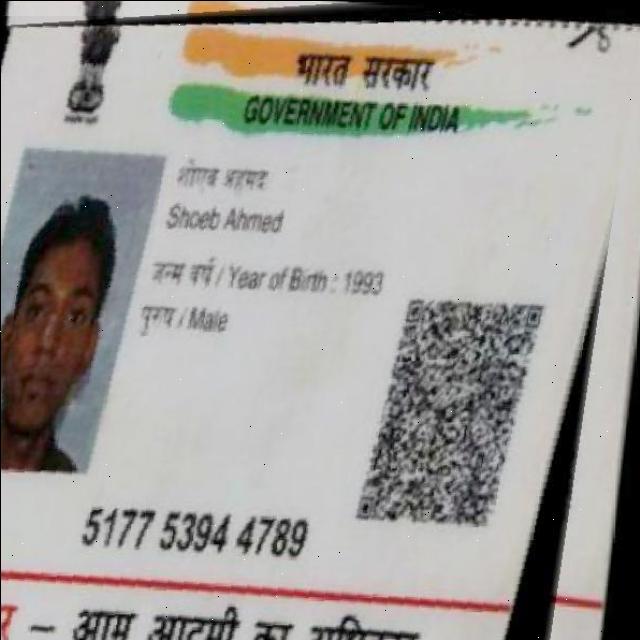 भारत सरकार
GOVERNMENT OF INDIA
शोएब अहमद
Shoeb Ahmed
जन्म वर्ष / Year of Birth : 1993
पुरुष / Male
5177 5394 4789
– आम आदमी का अधिकार